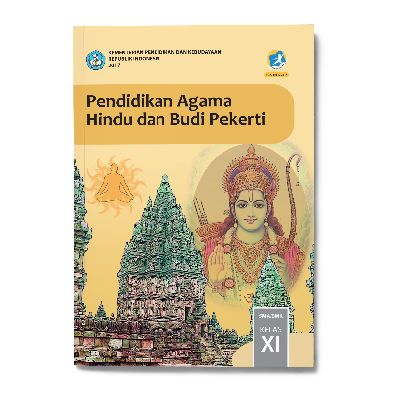 KEMENTERIAN PENDIDIKAN DAN KEBUDAYAAN
REPUBLIK INDONESIA
2017
Pendidikan Agama
Hindu dan Budi Pekerti
SMA/SMK
KELAS
XI